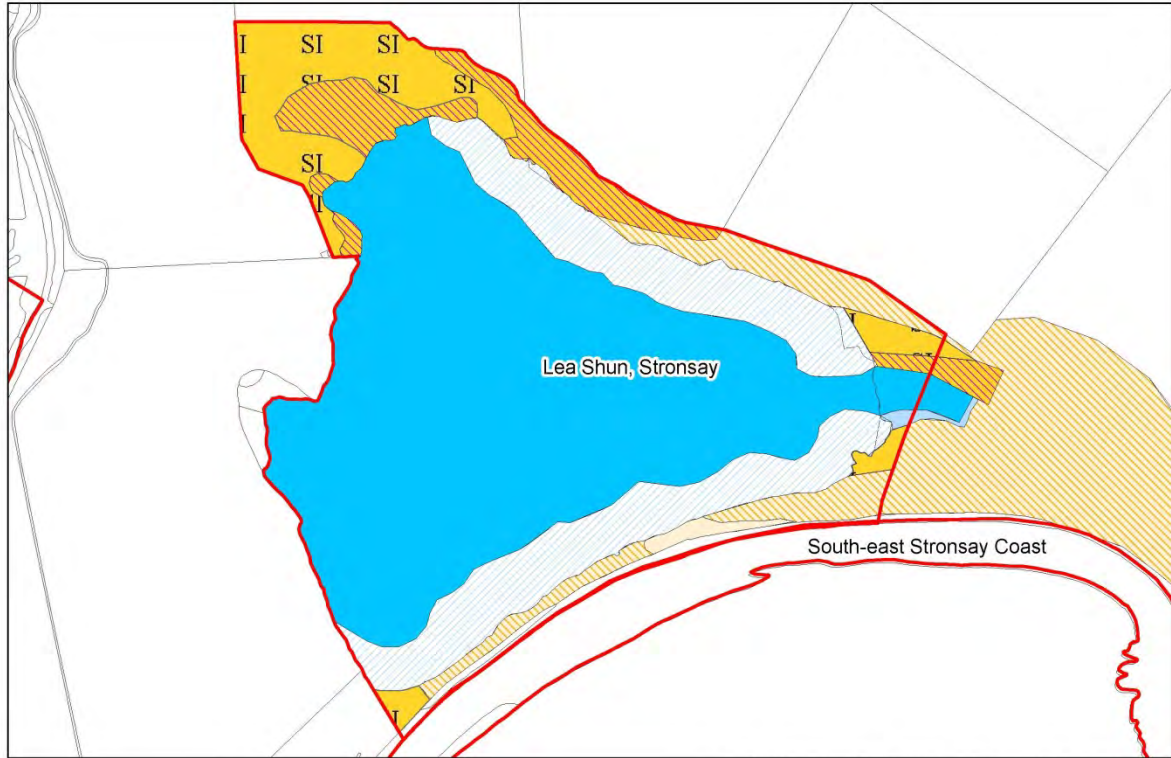 I SI SI
I SI SI SI
I
SI
Lea Shun, Stronsay
South-east Stronsay Coast
I